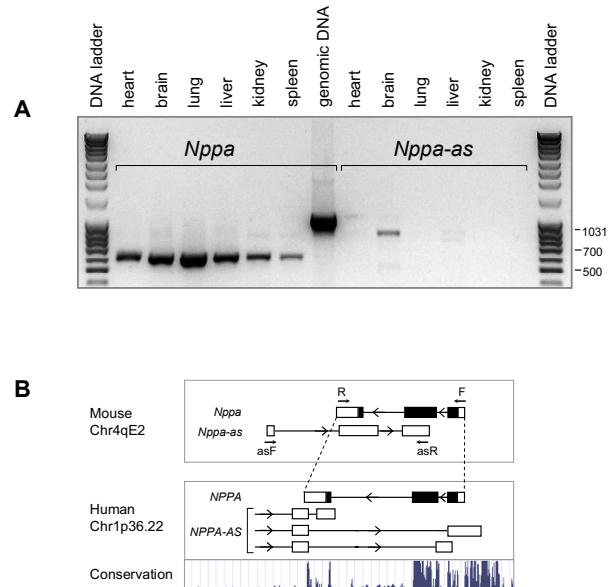 A
DNA ladder heart brain lung liver kidney spleen genomic DNA heart brain lung liver kidney spleen DNA ladder
Nppa Nppa-as
1031
700
500
B
R F
Mouse Nppa
Chr4qE2 Nppa-as
asF asR
Human NPPA
Chr1p36.22 NPPA-AS
Conservation